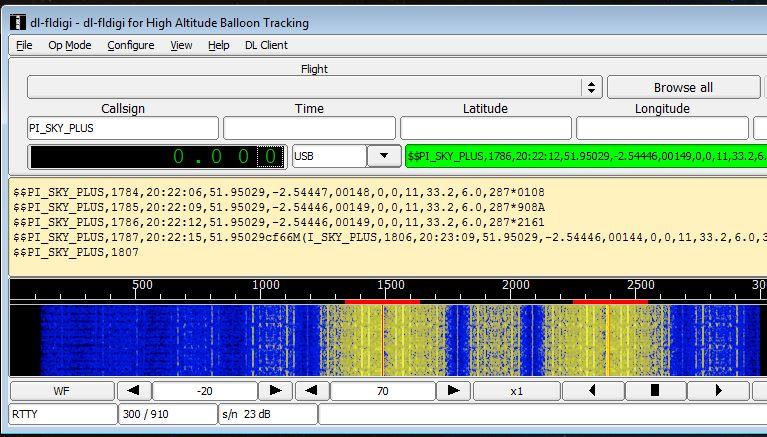 dl-fldigi - dl-fldigi for High Altitude Balloon Tracking
File Op Mode Configure View Help DL Client
Flight
Browse all
Callsign Time Latitude Longitude
PI_SKY_PLUS
0.000 USB $$PI_SKY_PLUS,1786,20:22:12,51.95029,-2.54446,00149,0,0,11,33.2,6.
$$PI_SKY_PLUS,1784,20:22:06,51.95029,-2.54447,00148,0,0,11,33.2,6.0,287*0108
$$PI_SKY_PLUS,1785,20:22:09,51.95029,-2.54446,00149,0,0,11,33.2,6.0,287*908A
$$PI_SKY_PLUS,1786,20:22:12,51.95029,-2.54446,00149,0,0,11,33.2,6.0,287*2161
$$PI_SKY_PLUS,1787,20:22:15,51.95029cf66M(I_SKY_PLUS,1806,20:23:09,51.95029,-2.54446,00144,0,0,11,33.2,6.0,3
$$PI_SKY_PLUS,1807
500 1000 1500 2000 2500 30
WF -20 70 x1
RTTY 300 / 910 s/n 23 dB